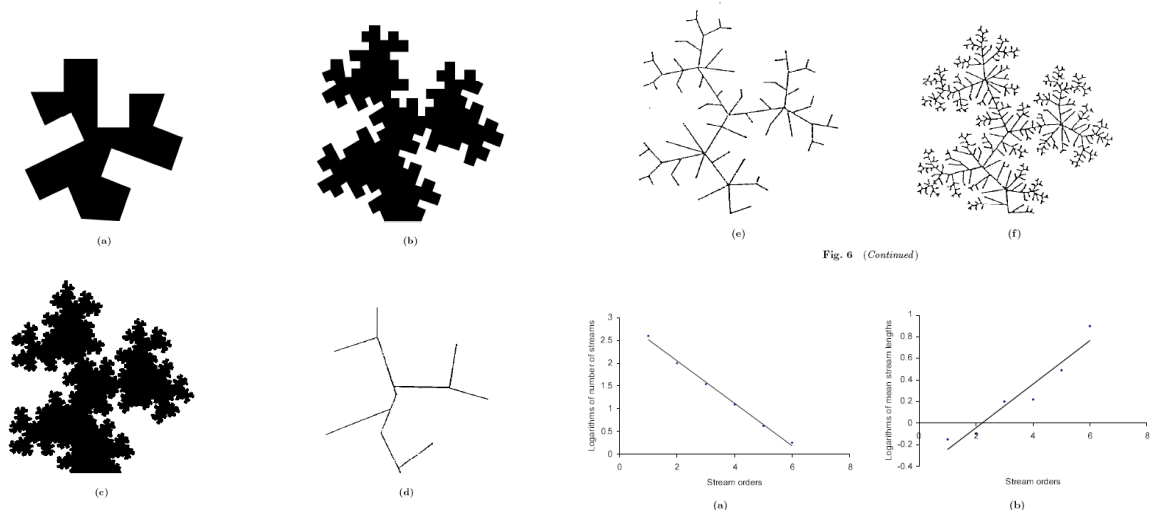 (a)
(b)
(c)
(d)
(e)
(f)
Fig. 6 (Continued)
Logarithms of number of streams
3
2.5
2
1.5
1
0.5
0
0
2
4
6
8
Stream orders
(a)
Logarithms of mean stream lengths
1
0.8
0.6
0.4
0.2
0
-0.2
-0.4
0
2
4
6
8
Stream orders
(b)